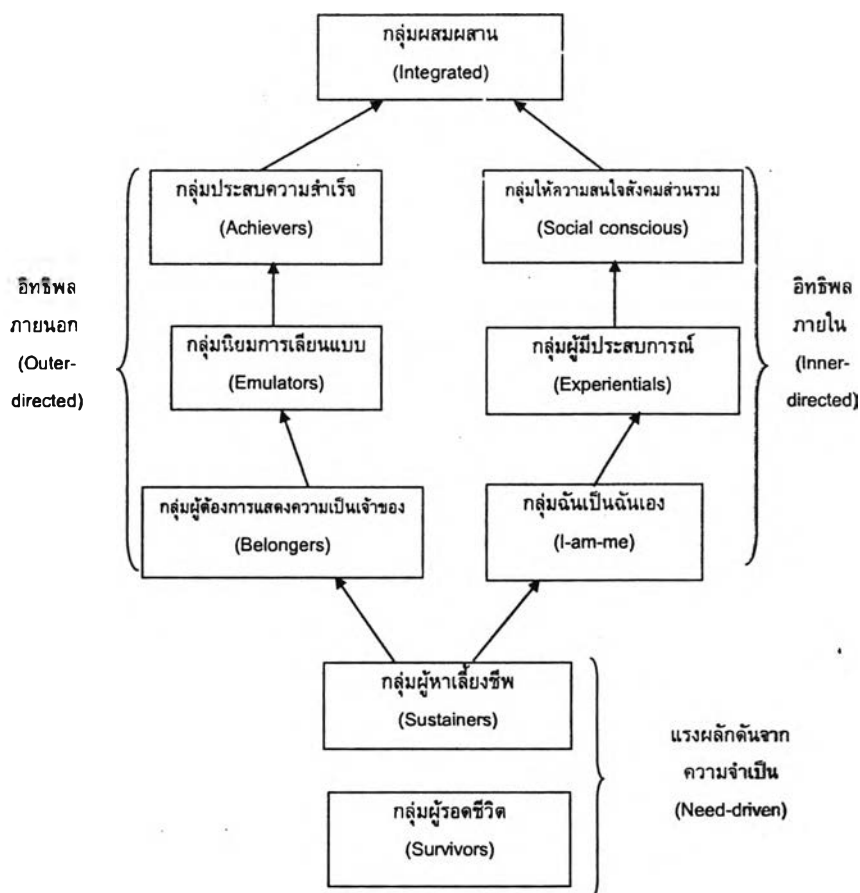 กลุ่มผสมผสาน
(Integrated)
กลุ่มประสบความสำเร็จ
(Achievers)
กลุ่มให้ความสนใจสังคมส่วนรวม
(Social conscious)
อิทธิพล
ภายนอก
(Outer-
directed)
กลุ่มนิยมการเลียนแบบ
(Emulators)
กลุ่มผู้มีประสบการณ์
(Experientials)
อิทธิพล
ภายใน
(Inner-
directed)
กลุ่มผู้ต้องการแสดงความเป็นเจ้าของ
(Belongers)
กลุ่มฉันเป็นฉันเอง
(I-am-me)
กลุ่มผู้หาเลี้ยงชีพ
(Sustainers)
แรงผลักดันจาก
ความจำเป็น
(Need-driven)
กลุ่มผู้รอดชีวิต
(Survivors)